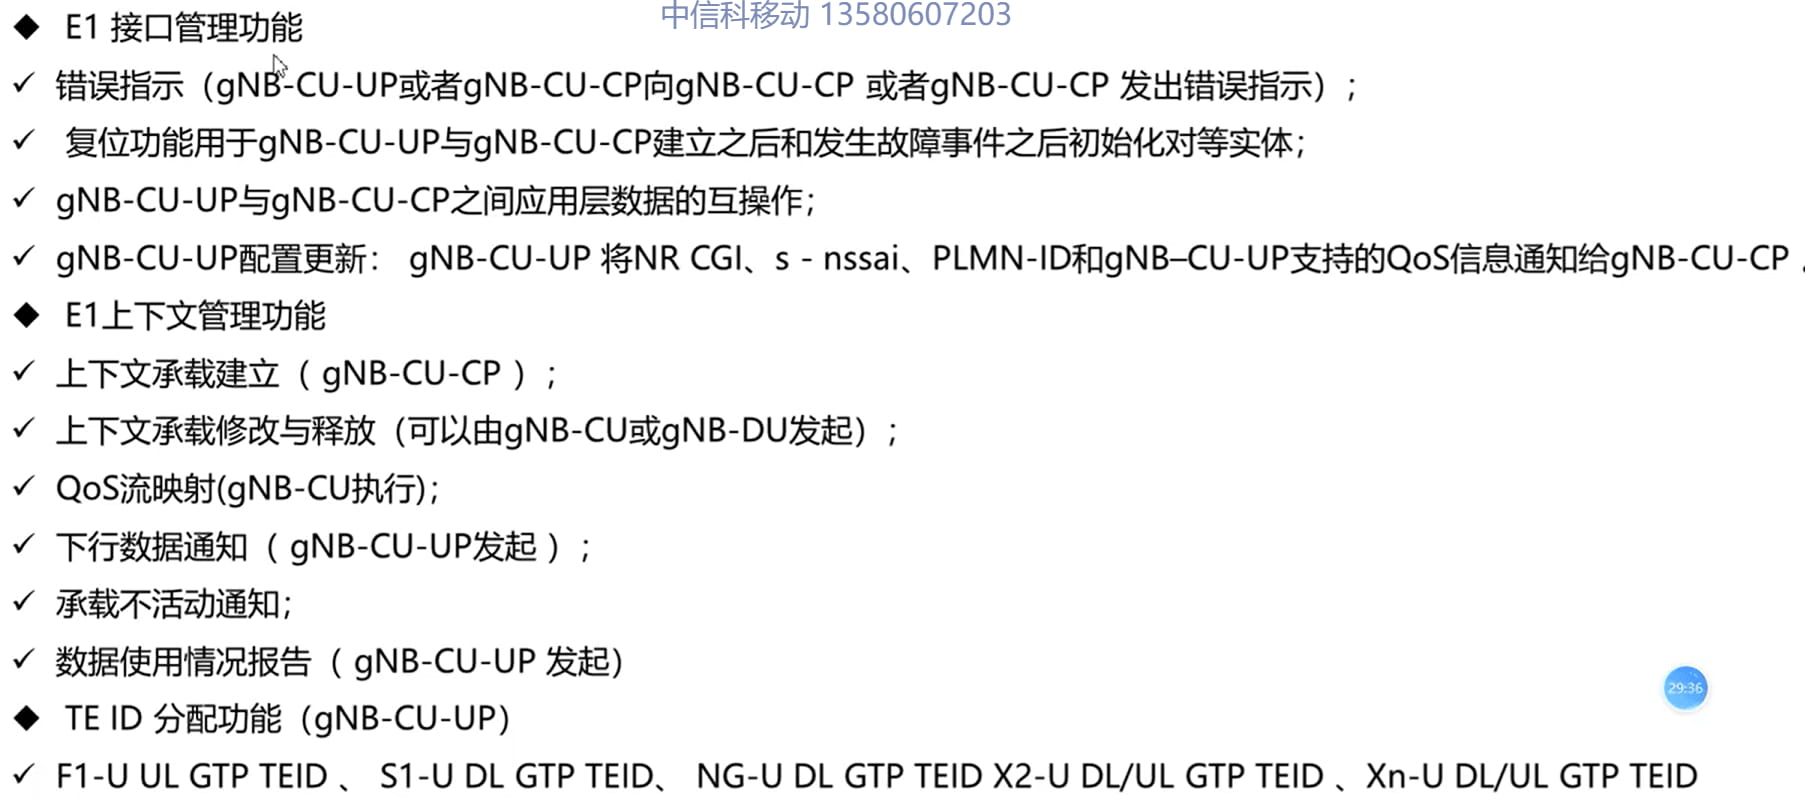 中信科移动 13580607203
◆ E1 接口管理功能
✓ 错误指示（gNB-CU-UP或者gNB-CU-CP向gNB-CU-CP 或者gNB-CU-CP 发出错误指示）;
✓ 复位功能用于gNB-CU-UP与gNB-CU-CP建立之后和发生故障事件之后初始化对等实体;
✓ gNB-CU-UP与gNB-CU-CP之间应用层数据的互操作;
✓ gNB-CU-UP配置更新： gNB-CU-UP 将NR CGI、s - nssai、PLMN-ID和gNB–CU-UP支持的QoS信息通知给gNB-CU-CP .
◆ E1上下文管理功能
✓ 上下文承载建立（ gNB-CU-CP ）;
✓ 上下文承载修改与释放（可以由gNB-CU或gNB-DU发起）;
✓ QoS流映射(gNB-CU执行);
✓ 下行数据通知（ gNB-CU-UP发起 ）;
✓ 承载不活动通知;
✓ 数据使用情况报告（ gNB-CU-UP 发起）
29:36
◆ TE ID 分配功能（gNB-CU-UP）
✓ F1-U UL GTP TEID 、 S1-U DL GTP TEID、 NG-U DL GTP TEID X2-U DL/UL GTP TEID 、Xn-U DL/UL GTP TEID